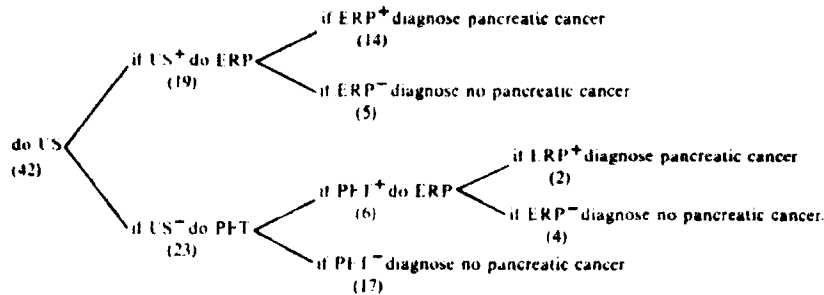 if ERP+ diagnose pancreatic cancer
(14)
if US+ do ERP
(19)
if ERP− diagnose no pancreatic cancer
(5)
do US
(42)
if ERP+ diagnose pancreatic cancer
(2)
if PFT+ do ERP
(6)
if ERP− diagnose no pancreatic cancer.
(4)
if US− do PFT
(23)
if PFT− diagnose no pancreatic cancer
(17)